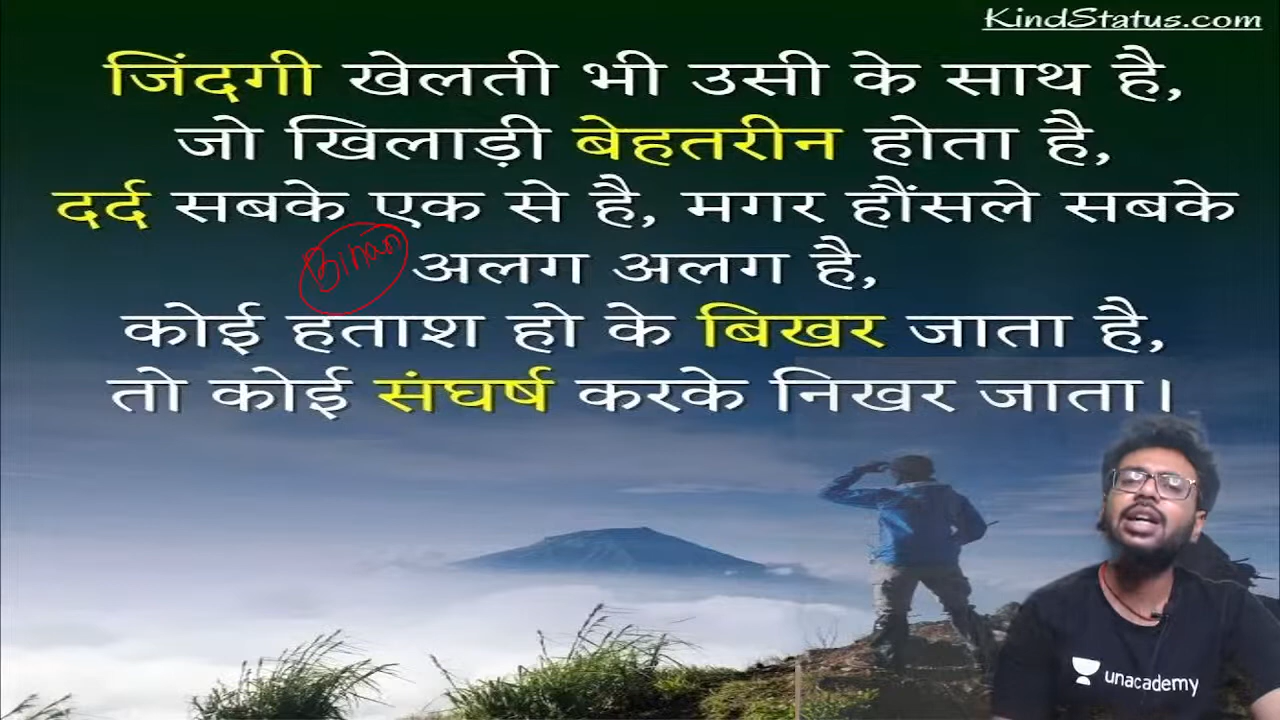 KindStatus.com
जिंदगी खेलती भी उसी के साथ है,
जो खिलाड़ी बेहतरीन होता है,
दर्द सबके एक से है, मगर हौंसले सबके
Bihar
अलग अलग है,
कोई हताश हो के बिखर जाता है,
तो कोई संघर्ष करके निखर जाता।
unacademy